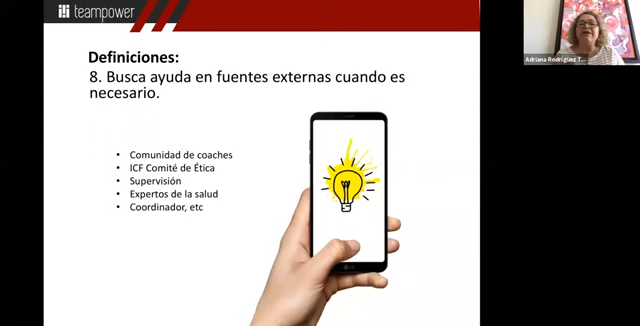 teampower
Definiciones:
8. Busca ayuda en fuentes externas cuando es
necesario.
• Comunidad de coaches
• ICF Comité de Ética
• Supervisión
• Expertos de la salud
• Coordinador, etc
LG
Adriana Rodríguez T...